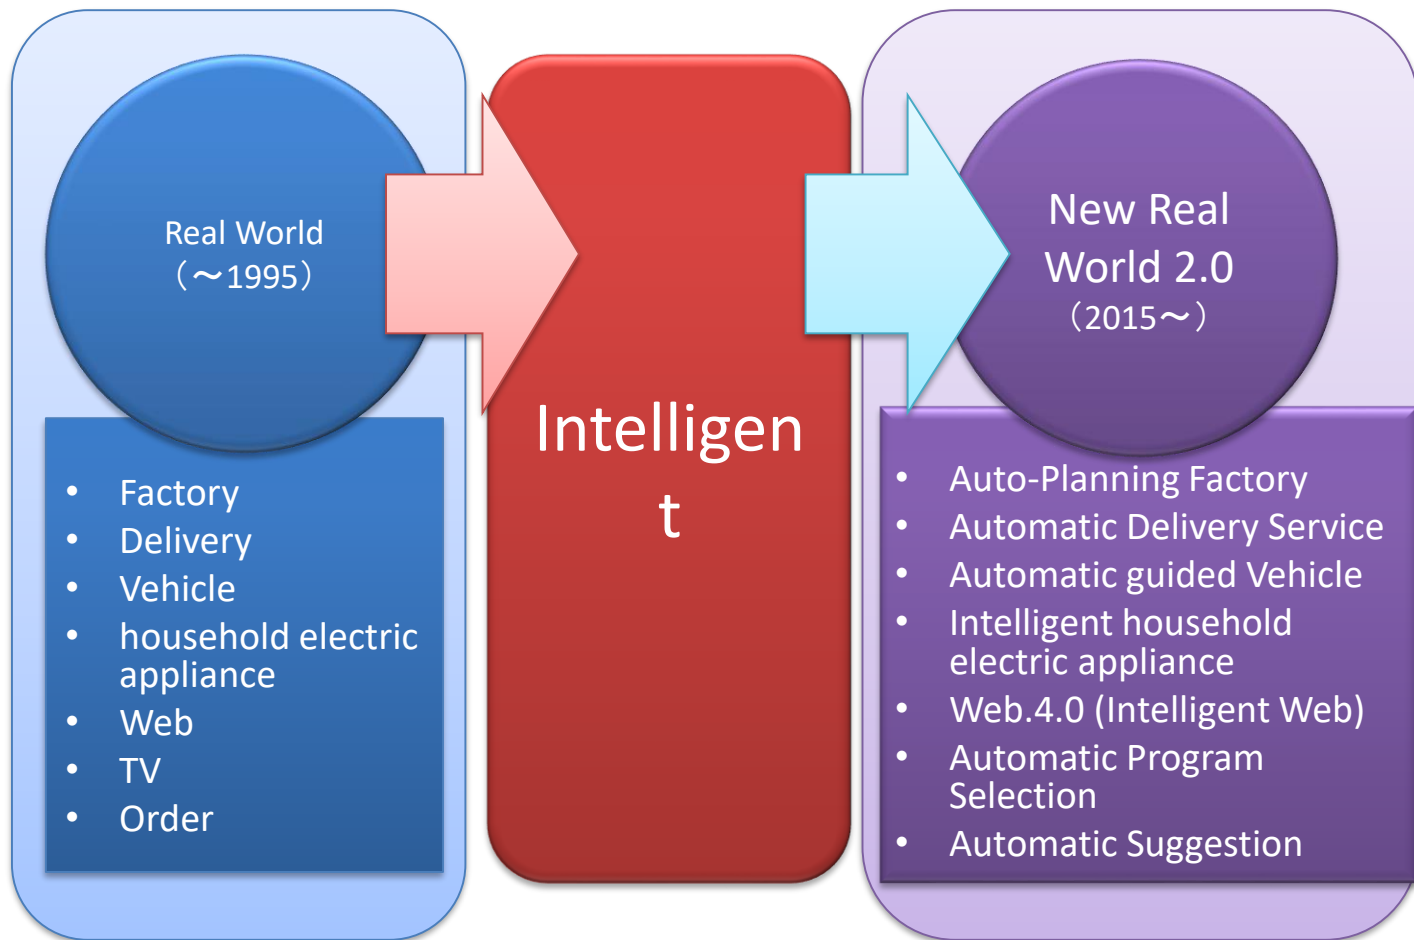 Real World
（～1995）
• Factory
• Delivery
• Vehicle
• household electric
appliance
• Web
• TV
• Order
Intelligen
t
New Real
World 2.0
（2015～）
• Auto-Planning Factory
• Automatic Delivery Service
• Automatic guided Vehicle
• Intelligent household
electric appliance
• Web.4.0 (Intelligent Web)
• Automatic Program
Selection
• Automatic Suggestion